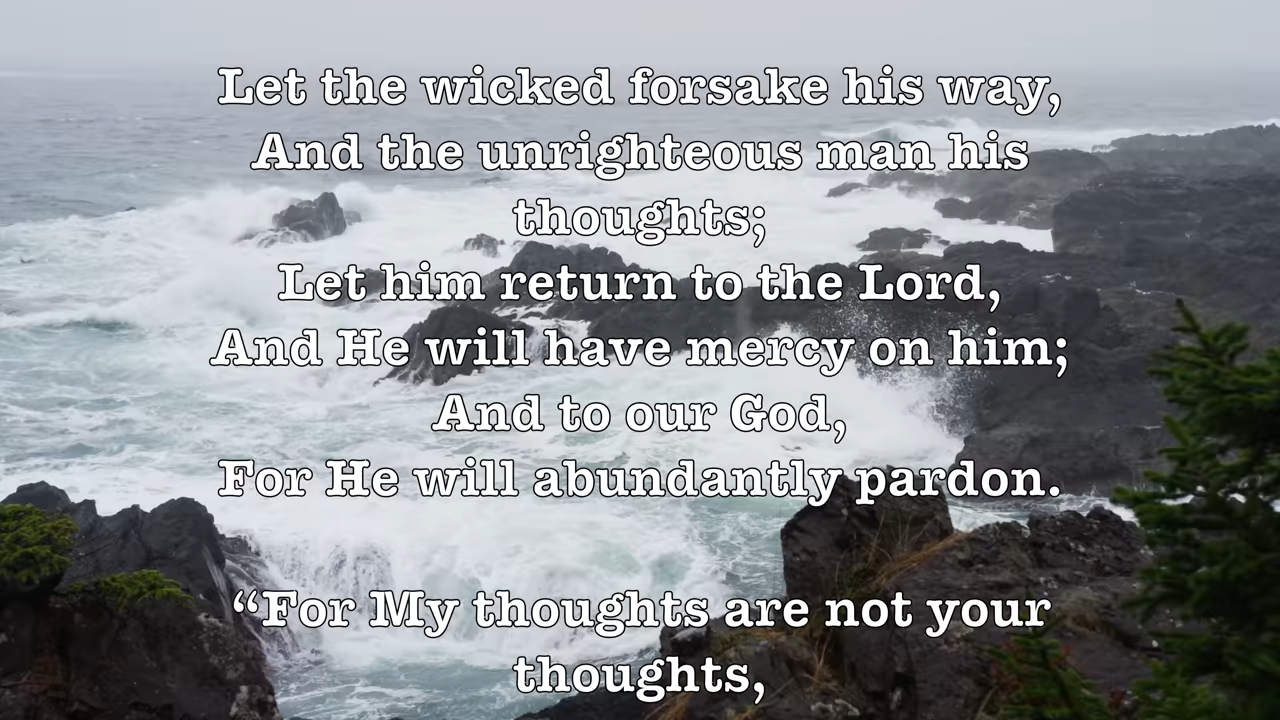 Let the wicked forsake his way,
And the unrighteous man his
thoughts;
Let him return to the Lord,
And He will have mercy on him;
And to our God,
For He will abundantly pardon.
“For My thoughts are not your
thoughts,